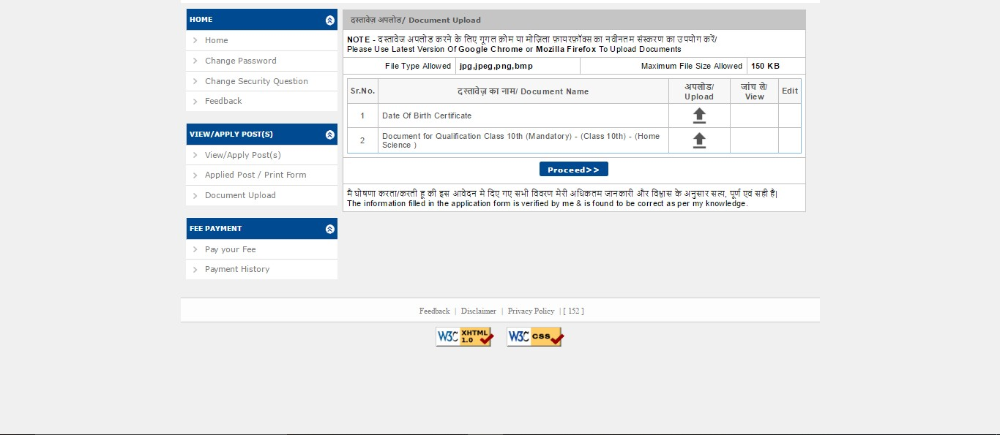 HOME
Home
Change Password
Change Security Question
Feedback
VIEW/APPLY POST(S)
View/Apply Post(s)
Applied Post / Print Form
Document Upload
FEE PAYMENT
Pay your Fee
Payment History
दस्तावेज़ अपलोड/ Document Upload
NOTE - दस्तावेज अपलोड करने के लिए गूगल क्रोम या मोज़िला फ़ायरफ़ॉक्स का नवीनतम संस्करण का उपयोग करें/
Please Use Latest Version Of Google Chrome or Mozilla Firefox To Upload Documents
File Type Allowed jpg,jpeg,png,bmp Maximum File Size Allowed 150 KB
Sr.No. दस्तावेज़ का नाम/ Document Name अपलोड/ Upload जांच ले/ View Edit
1 Date Of Birth Certificate
2 Document for Qualification Class 10th (Mandatory) - (Class 10th) - (Home
Science )
Proceed>>
मै घोषणा करता/करती हू की इस आवेदन मे दिए गए सभी विवरण मेरी अधिकतम जानकारी और विश्वास के अनुसार सत्य, पूर्ण एवं सही है|
The information filled in the application form is verified by me & is found to be correct as per my knowledge.
Feedback | Disclaimer | Privacy Policy | [ 152 ]
W3C XHTML 1.0 W3C css